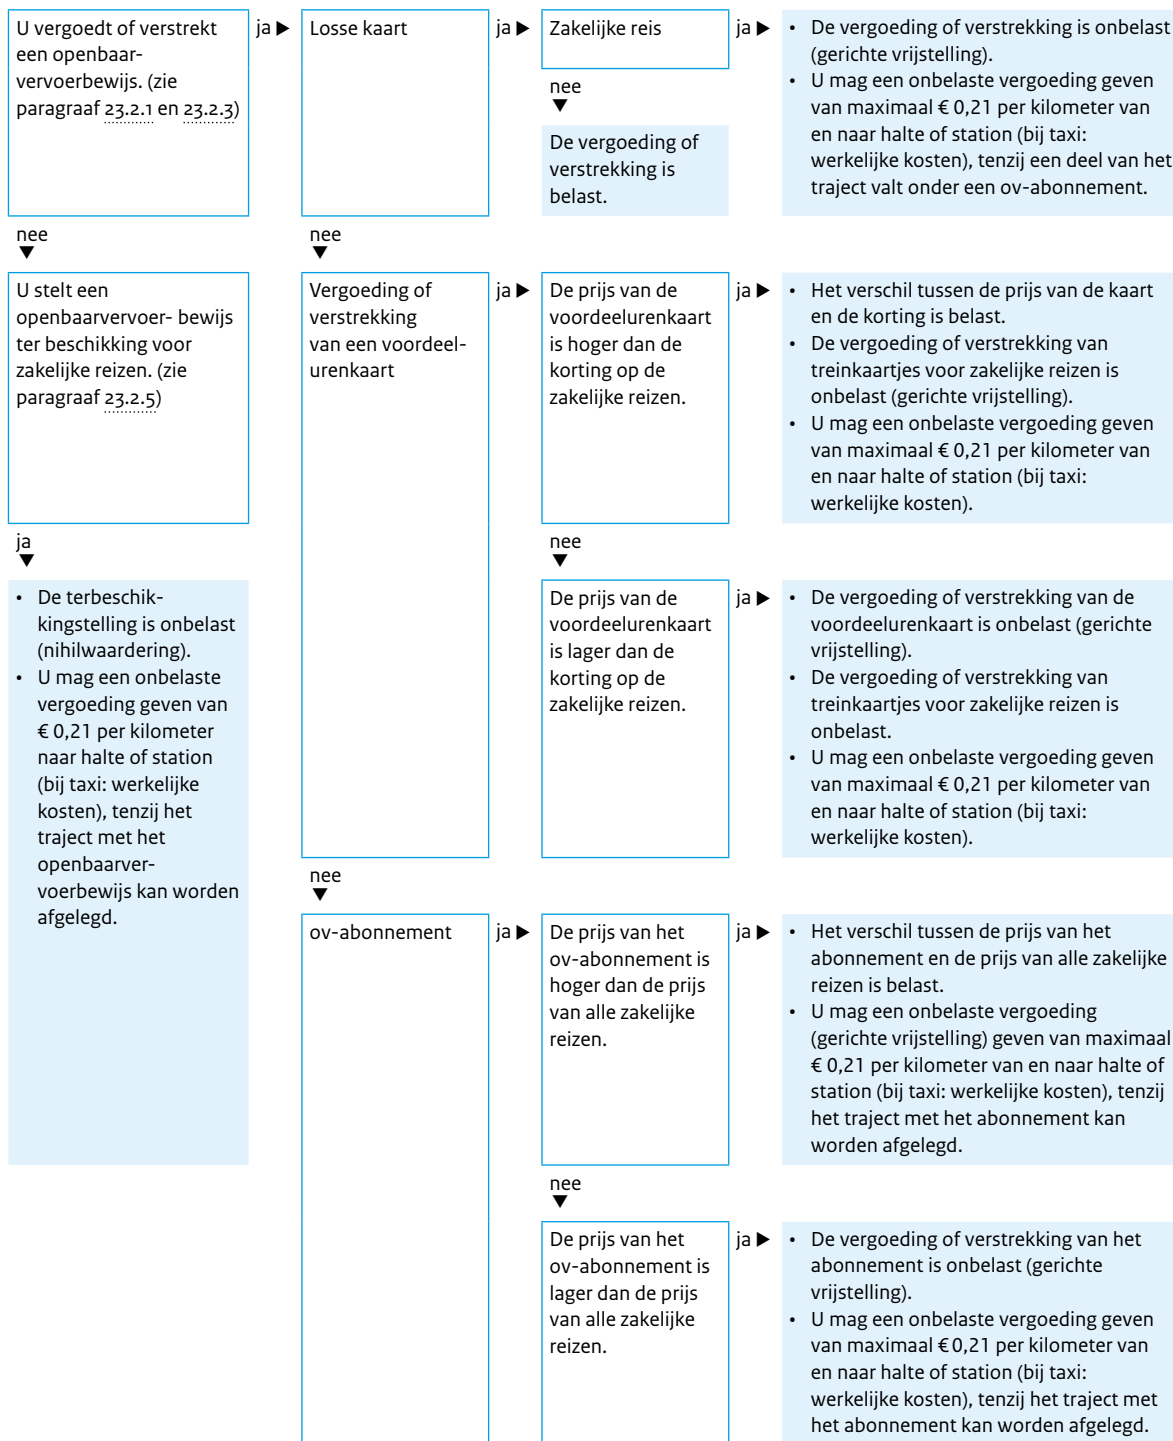 U vergoedt of verstrekt
een openbaar-
vervoerbewijs. (zie
paragraaf 23.2.1 en 23.2.3)
ja ▶
Losse kaart
ja ▶
Zakelijke reis
ja ▶
• De vergoeding of verstrekking is onbelast
(gerichte vrijstelling).
• U mag een onbelaste vergoeding geven
van maximaal € 0,21 per kilometer van
en naar halte of station (bij taxi:
werkelijke kosten), tenzij een deel van het
traject valt onder een ov-abonnement.
nee
▼
De vergoeding of
verstrekking is
belast.
nee
▼
nee
▼
U stelt een
openbaarvervoer- bewijs
ter beschikking voor
zakelijke reizen. (zie
paragraaf 23.2.5)
Vergoeding of
verstrekking
van een voordeel-
urenkaart
ja ▶
De prijs van de
voordeelurenkaart
is hoger dan de
korting op de
zakelijke reizen.
ja ▶
• Het verschil tussen de prijs van de kaart
en de korting is belast.
• De vergoeding of verstrekking van
treinkaartjes voor zakelijke reizen is
onbelast (gerichte vrijstelling).
• U mag een onbelaste vergoeding geven
van maximaal € 0,21 per kilometer van
en naar halte of station (bij taxi:
werkelijke kosten).
ja
▼
nee
▼
• De terbeschik-
kingstelling is onbelast
(nihilwaardering).
• U mag een onbelaste
vergoeding geven van
€ 0,21 per kilometer
naar halte of station
(bij taxi: werkelijke
kosten), tenzij het
traject met het
openbaarver-
voerbewijs kan worden
afgelegd.
De prijs van de
voordeelurenkaart
is lager dan de
korting op de
zakelijke reizen.
ja ▶
• De vergoeding of verstrekking van de
voordeelurenkaart is onbelast (gerichte
vrijstelling).
• De vergoeding of verstrekking van
treinkaartjes voor zakelijke reizen is
onbelast.
• U mag een onbelaste vergoeding geven
van maximaal € 0,21 per kilometer van
en naar halte of station (bij taxi:
werkelijke kosten).
nee
▼
ov-abonnement
ja ▶
De prijs van het
ov-abonnement is
hoger dan de prijs
van alle zakelijke
reizen.
ja ▶
• Het verschil tussen de prijs van het
abonnement en de prijs van alle zakelijke
reizen is belast.
• U mag een onbelaste vergoeding
(gerichte vrijstelling) geven van maximaal
€ 0,21 per kilometer van en naar halte of
station (bij taxi: werkelijke kosten), tenzij
het traject met het abonnement kan
worden afgelegd.
nee
▼
De prijs van het
ov-abonnement is
lager dan de prijs
van alle zakelijke
reizen.
ja ▶
• De vergoeding of verstrekking van het
abonnement is onbelast (gerichte
vrijstelling).
• U mag een onbelaste vergoeding geven
van maximaal € 0,21 per kilometer van
en naar halte of station (bij taxi:
werkelijke kosten), tenzij het traject met
het abonnement kan worden afgelegd.